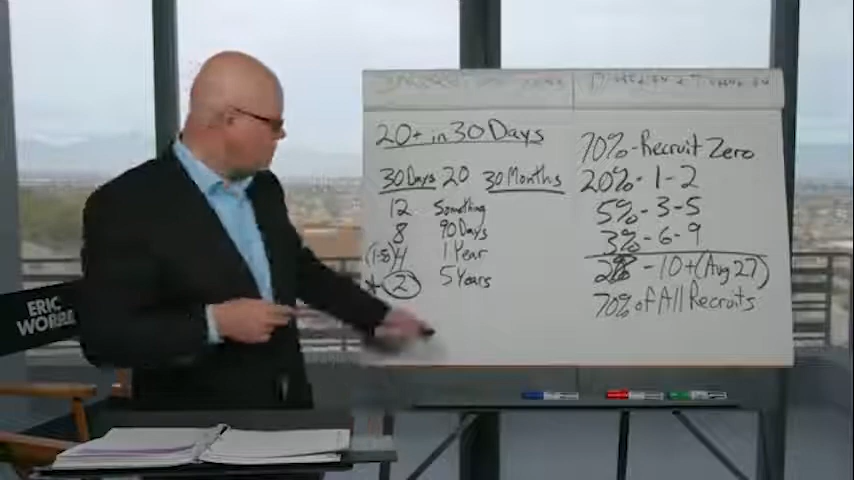 ERIC
WORRE
20+ in 30 Days
30 Days 20 30 Months
12 Something
8 90 Days
(1-8) 4 1 Year
* 2 5 Years
70% - Recruit Zero
20% - 1-2
5% - 3-5
3% - 6-9
2% - 10+ (Avg 27)
70% of All Recruits